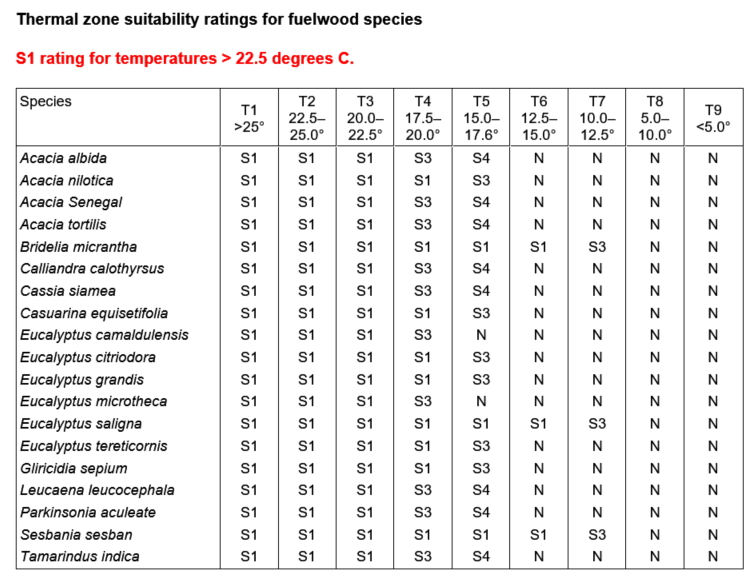 Thermal zone suitability ratings for fuelwood species
S1 rating for temperatures > 22.5 degrees C.
Species T1 >25° T2 22.5–25.0° T3 20.0–22.5° T4 17.5–20.0° T5 15.0–17.6° T6 12.5–15.0° T7 10.0–12.5° T8 5.0–10.0° T9 <5.0°
Acacia albida S1 S1 S1 S3 S4 N N N N
Acacia nilotica S1 S1 S1 S1 S3 N N N N
Acacia Senegal S1 S1 S1 S3 S4 N N N N
Acacia tortilis S1 S1 S1 S3 S4 N N N N
Bridelia micrantha S1 S1 S1 S1 S1 S1 S3 N N
Calliandra calothyrsus S1 S1 S1 S3 S4 N N N N
Cassia siamea S1 S1 S1 S3 S4 N N N N
Casuarina equisetifolia S1 S1 S1 S1 S3 N N N N
Eucalyptus camaldulensis S1 S1 S1 S3 N N N N N
Eucalyptus citriodora S1 S1 S1 S1 S3 N N N N
Eucalyptus grandis S1 S1 S1 S1 S3 N N N N
Eucalyptus microtheca S1 S1 S1 S3 N N N N N
Eucalyptus saligna S1 S1 S1 S1 S1 S1 S3 N N
Eucalyptus tereticornis S1 S1 S1 S1 S3 N N N N
Gliricidia sepium S1 S1 S1 S1 S3 N N N N
Leucaena leucocephala S1 S1 S1 S3 S4 N N N N
Parkinsonia aculeate S1 S1 S1 S3 S4 N N N N
Sesbania sesban S1 S1 S1 S1 S1 S1 S3 N N
Tamarindus indica S1 S1 S1 S3 S4 N N N N